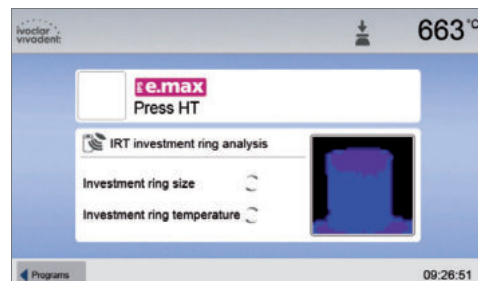 ivoclar
vivadent:
663 °C
e.max
Press HT
IRT investment ring analysis
Investment ring size
Investment ring temperature
Programs
09:26:51